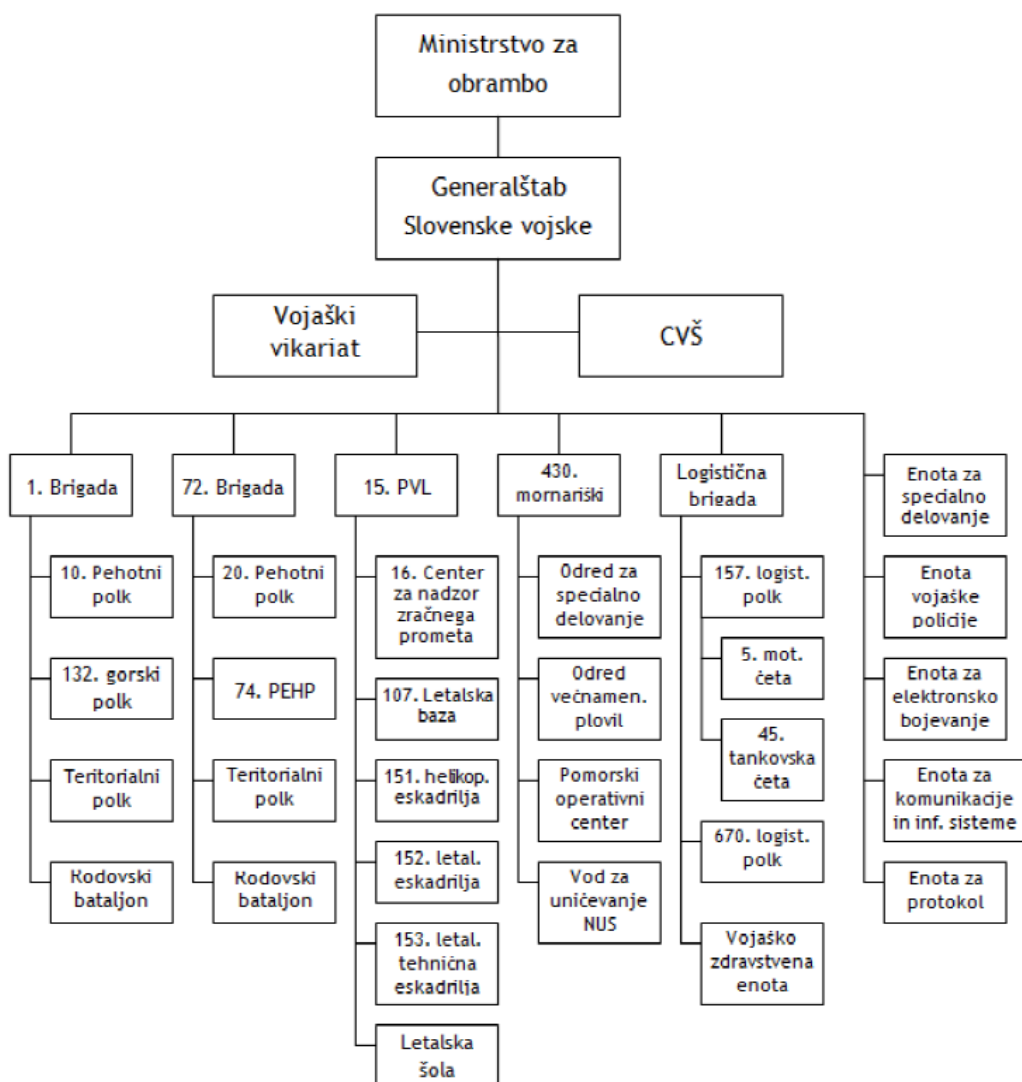 Ministrstvo za
obrambo
Generalštab
Slovenske vojske
Vojaški
vikariat
CVŠ
1. Brigada
72. Brigada
15. PVL
430.
mornariški
Logistična
brigada
Enota za
specialno
delovanje
10. Pehotni
polk
132. gorski
polk
Teritorialni
polk
Rodovski
bataljon
20. Pehotni
polk
74. PEHP
Teritorialni
polk
Rodovski
bataljon
16. Center
za nadzor
zračnega
prometa
107. Letalska
baza
151. helikop.
eskadrilja
152. letal.
eskadrilja
153. letal.
tehnična
eskadrilja
Letalska
šola
Odred za
specialno
delovanje
Odred
večnamen.
plovil
Pomorski
operativni
center
Vod za
uničevanje
NUS
157. logist.
polk
5. mot.
četa
45.
tankovska
četa
670. logist.
polk
Vojaško
zdravstvena
enota
Enota
vojaške
policije
Enota za
elektronsko
bojevanje
Enota za
komunikacije
in inf. sisteme
Enota za
protokol